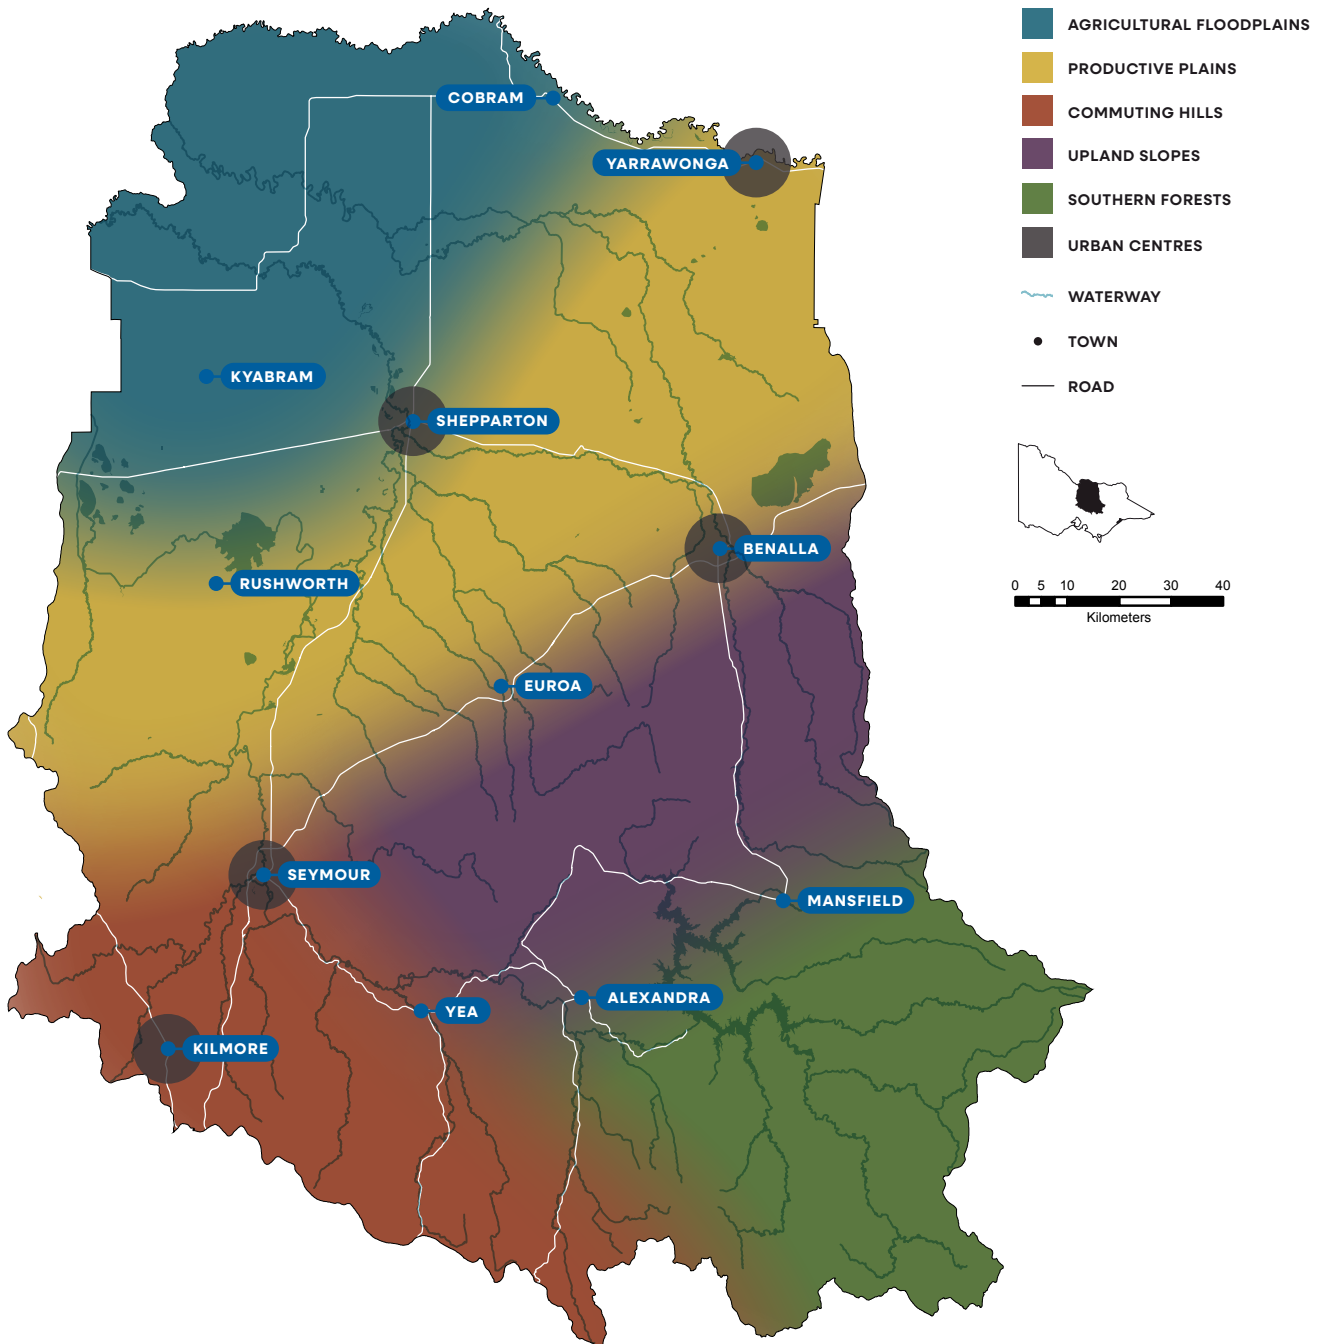 AGRICULTURAL FLOODPLAINS
PRODUCTIVE PLAINS
COMMUTING HILLS
UPLAND SLOPES
SOUTHERN FORESTS
URBAN CENTRES
WATERWAY
TOWN
ROAD
0 5 10 20 30 40
Kilometers
COBRAM
YARRAWONGA
KYABRAM
SHEPPARTON
BENALLA
RUSHWORTH
EUROA
SEYMOUR
MANSFIELD
ALEXANDRA
YEA
KILMORE